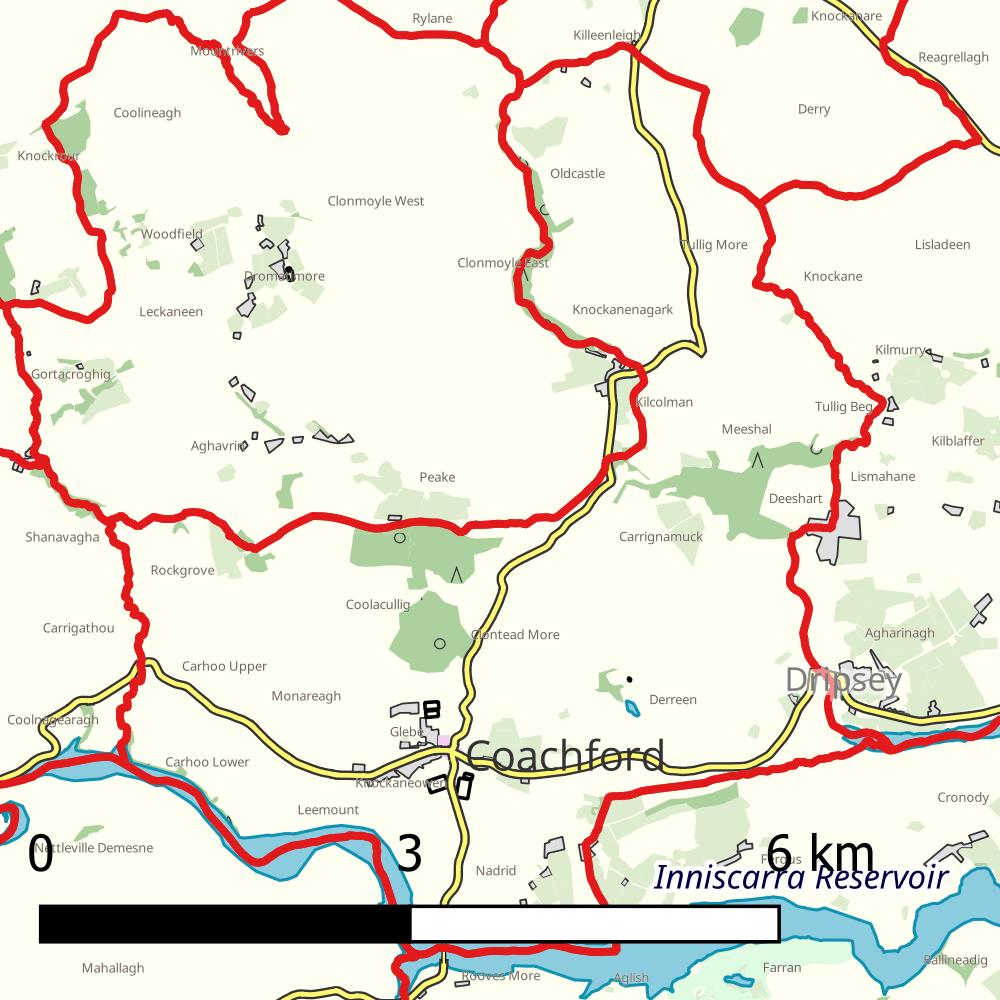 Rylane
Knockanare
Killeenleigh
Mountrivers
Reagrellagh
Coolineagh
Derry
Knockrour
Oldcastle
Clonmoyle West
Woodfield
Tullig More
Lisladeen
Clonmoyle East
Dromatimore
Knockane
Leckaneen
Knockanenagark
Kilmurry
Gortacroghig
Kilcolman
Tullig Beg
Meeshal
Aghavrin
Kilblaffer
Peake
Lismahane
Deeshart
Shanavagha
Carrignamuck
Rockgrove
Coolacullig
Carrigathou
Clontead More
Agharinagh
Carhoo Upper
Dripsey
Monareagh
Derreen
Coolnagearagh
Glebe
Coachford
Carhoo Lower
Knockaneowen
Cronody
Leemount
Nettleville Demesne
0 3 6 km
Fergus
Nadrid
Inniscarra Reservoir
Mahallagh
Rooves More
Aglish
Farran
Ballineadig